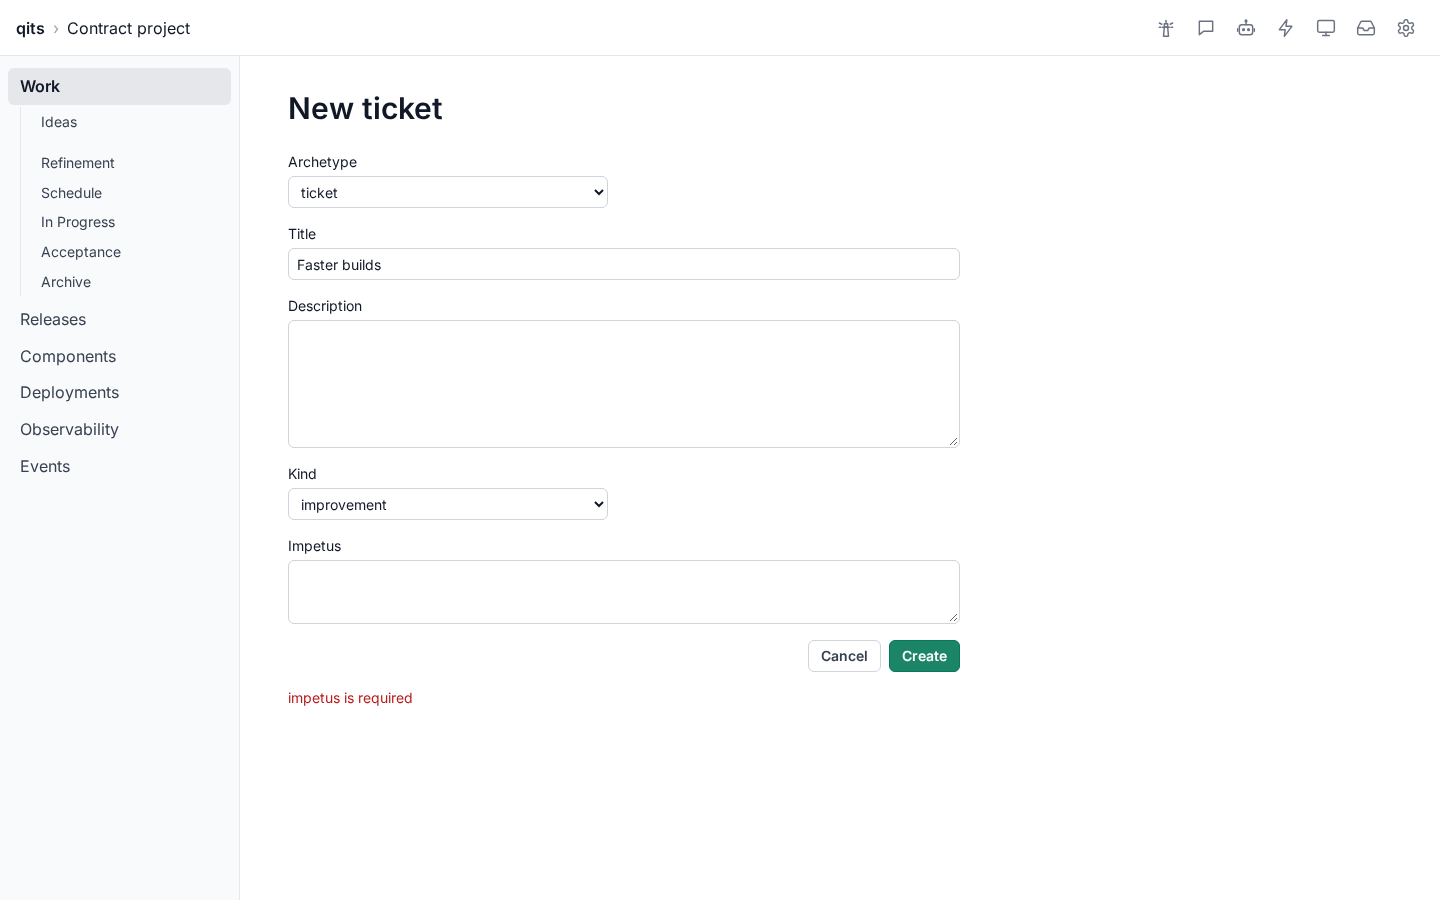 qits › Contract project
Work
Ideas
Refinement
Schedule
In Progress
Acceptance
Archive
Releases
Components
Deployments
Observability
Events
New ticket
Archetype
ticket
Title
Faster builds
Description
Kind
improvement
Impetus
Cancel Create
impetus is required